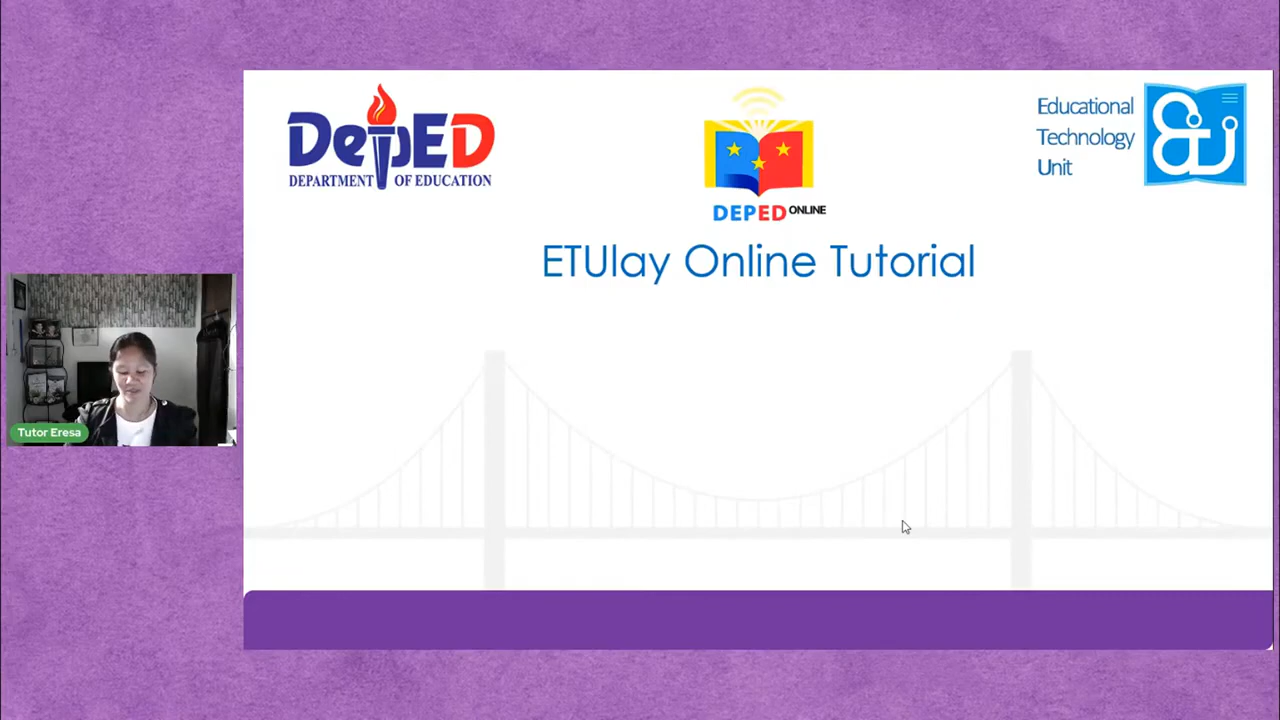 DepED
DEPARTMENT OF EDUCATION
DEPED ONLINE
Educational
Technology
Unit
ETUlay Online Tutorial
Tutor Eresa